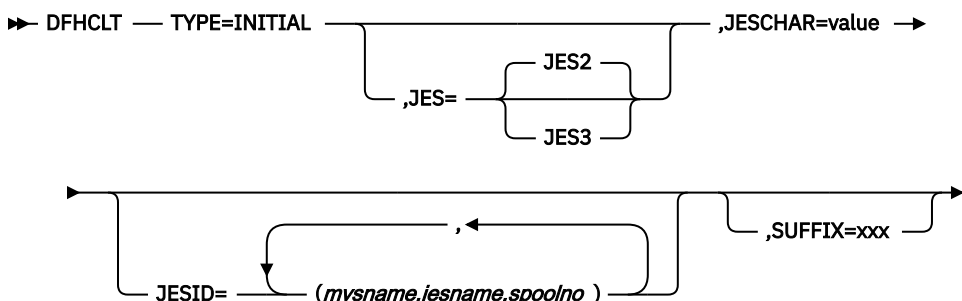 DFHCLT TYPE=INITIAL ,JESCHAR=value
JES2
,JES=
JES3
,
,SUFFIX=xxx
JESID= (mvsname,jesname,spoolno )